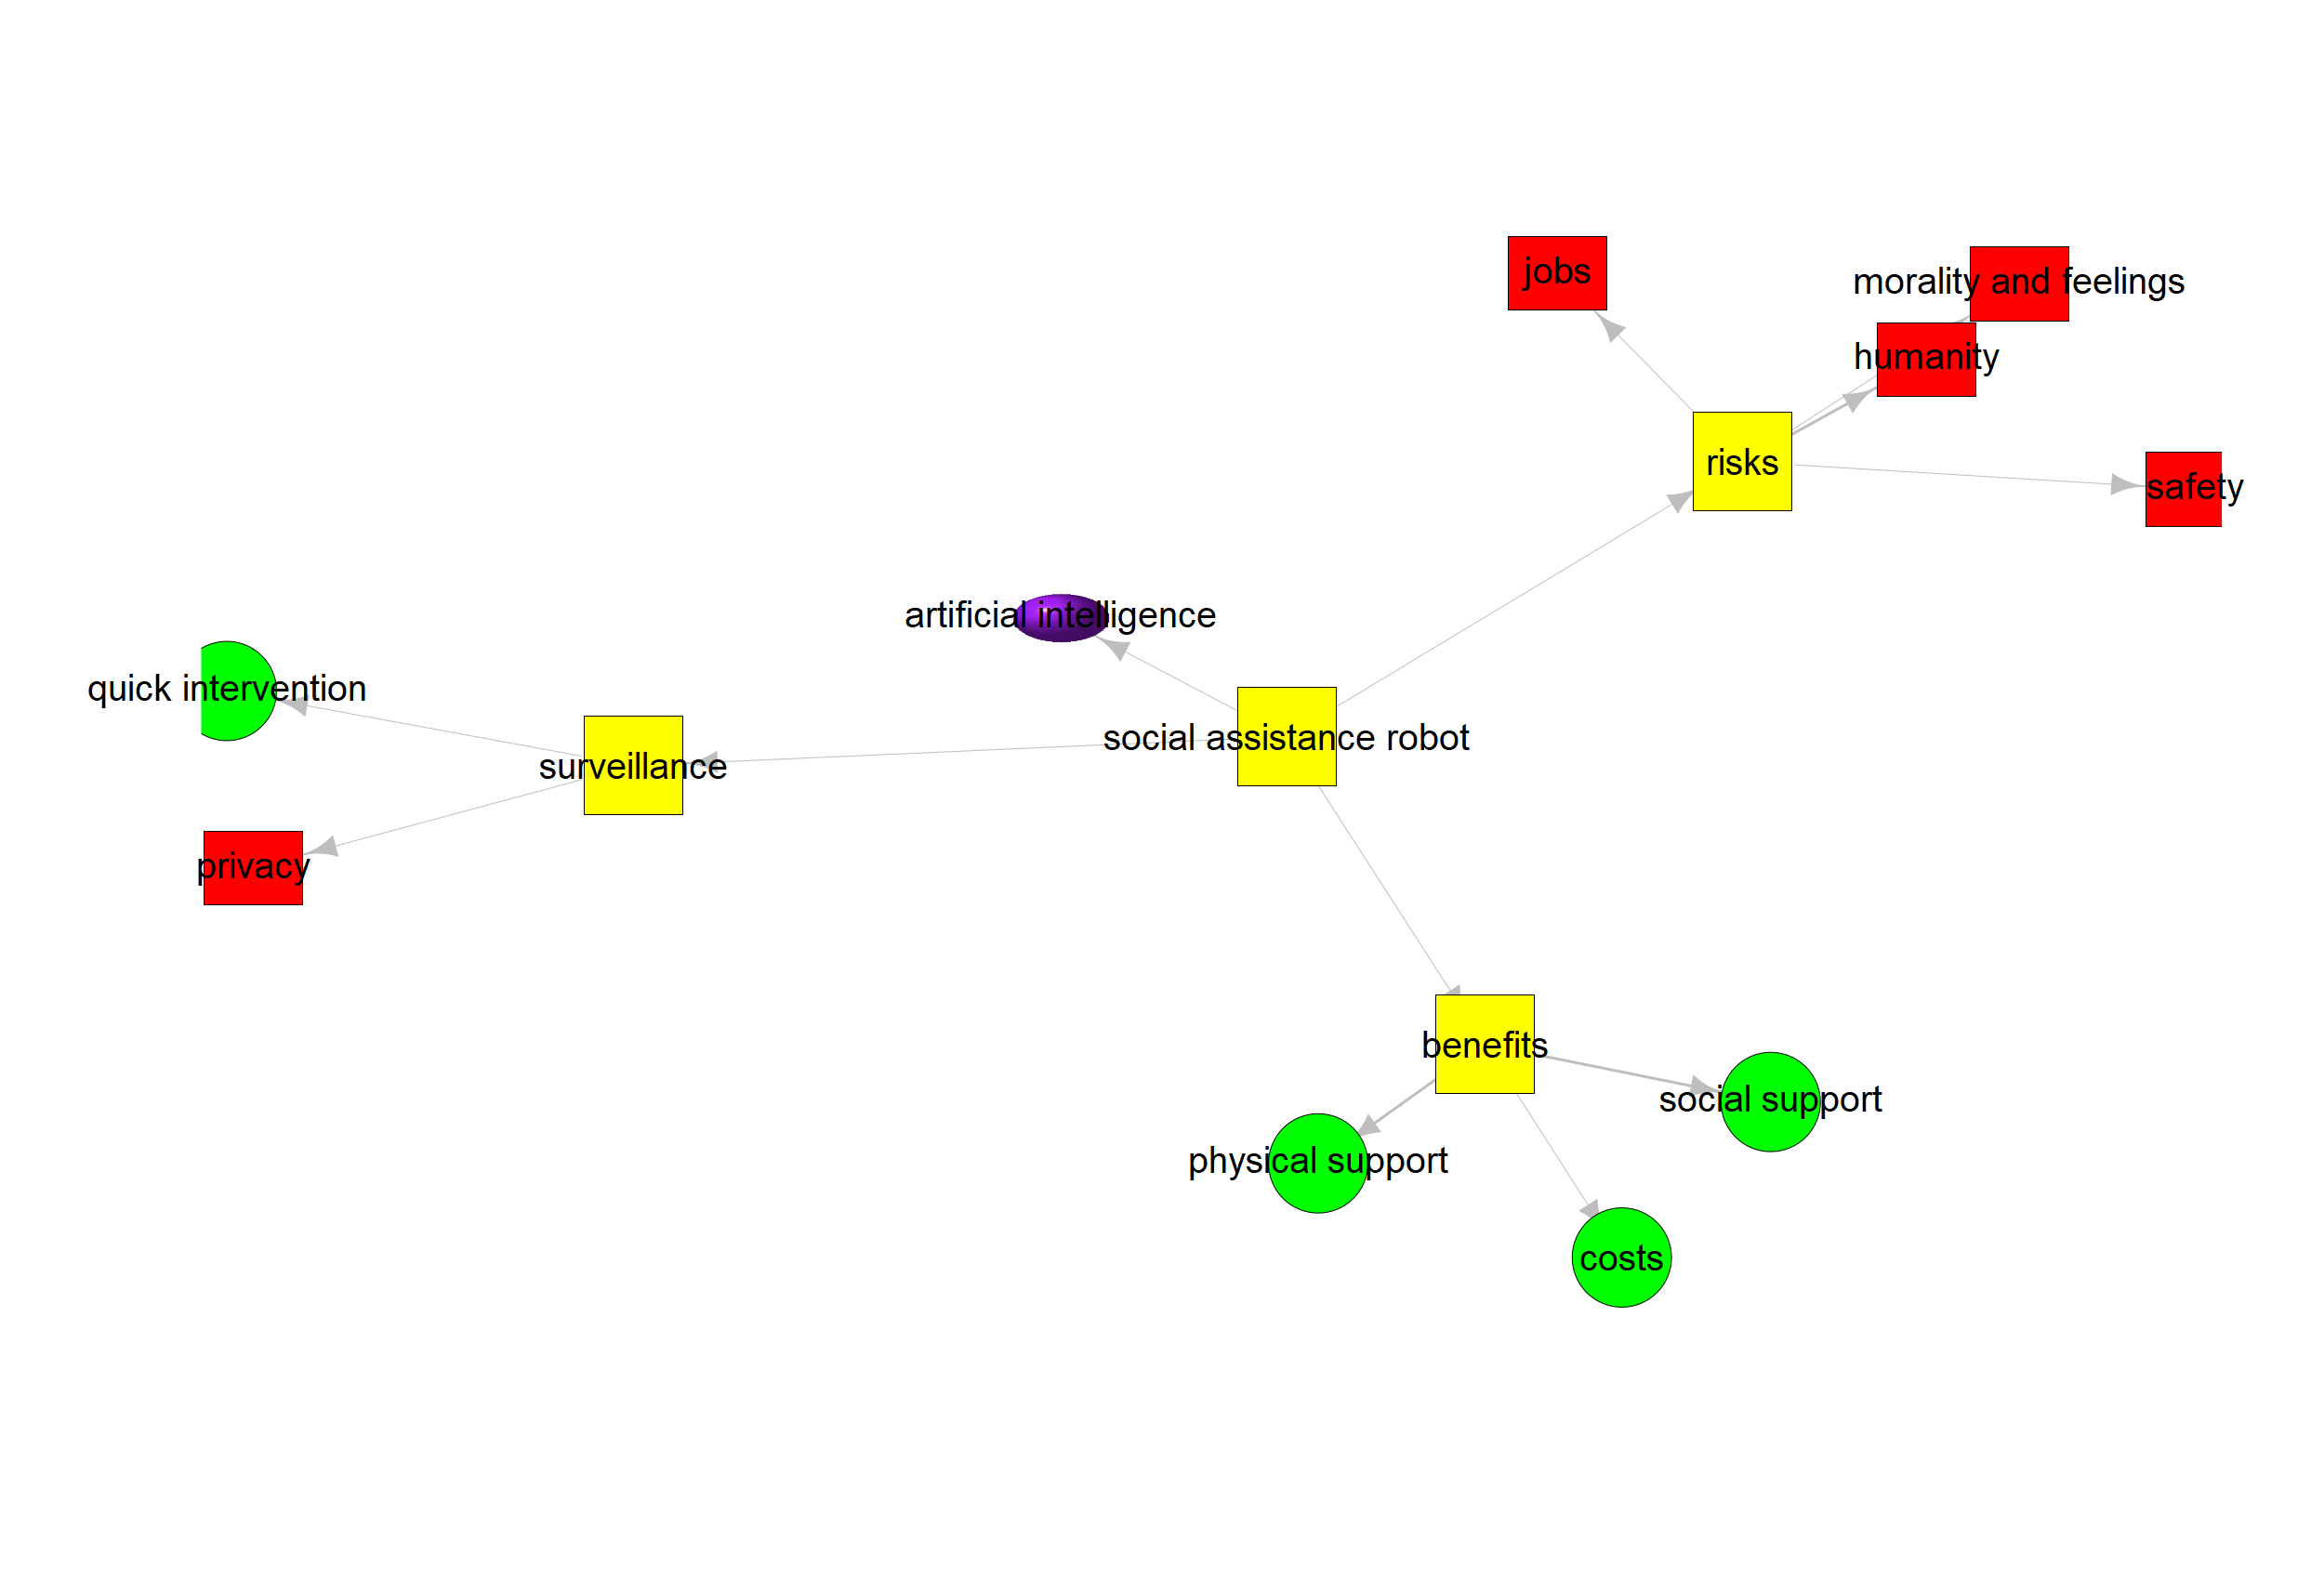 jobs
morality and feelings
humanity
risks
safety
artificial intelligence
quick intervention
social assistance robot
surveillance
privacy
benefits
social support
physical support
costs